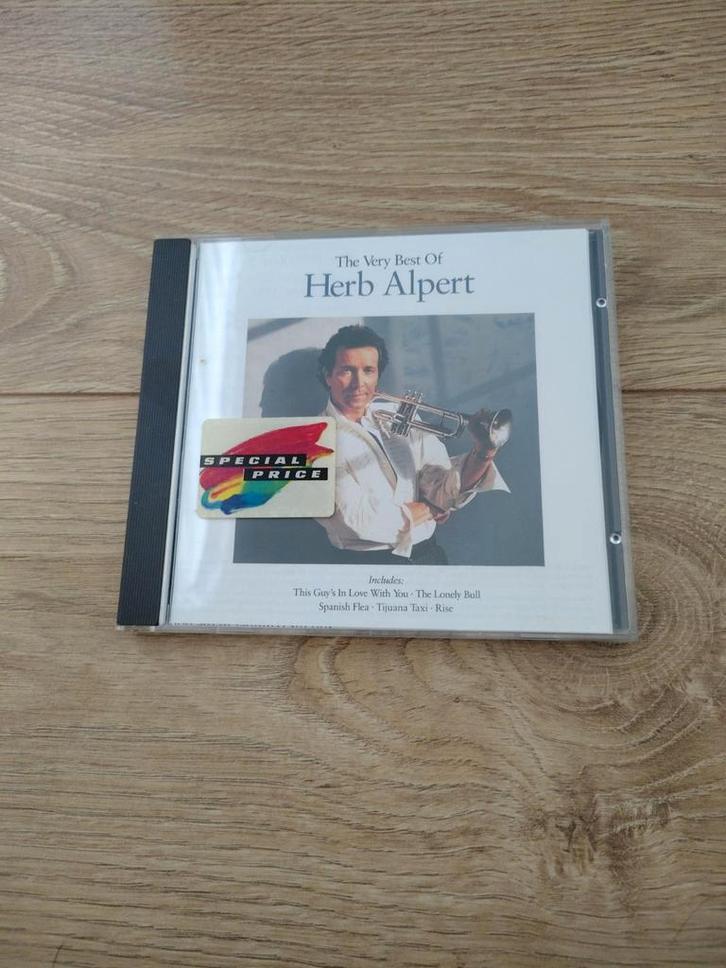 The Very Best Of
Herb Alpert
SPECIAL
PRICE
Includes:
This Guy's In Love With You · The Lonely Bull
Spanish Flea · Tijuana Taxi · Rise